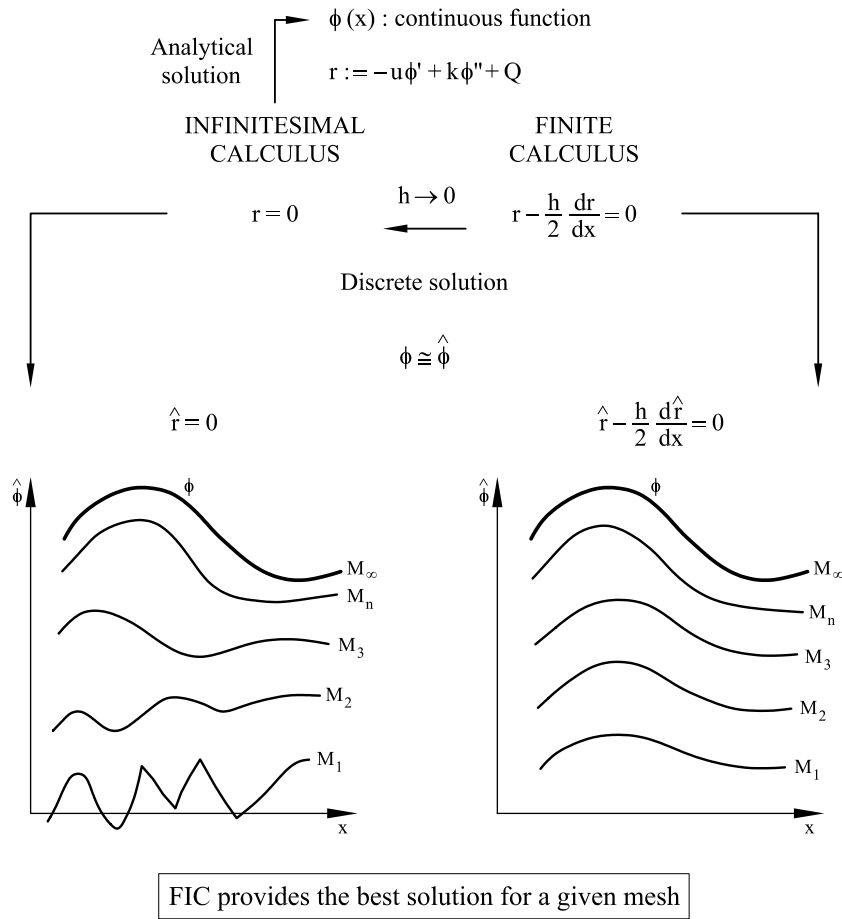 ϕ (x) : continuous function
Analytical
solution
r := −uϕ' + kϕ" + Q
INFINITESIMAL
CALCULUS
FINITE
CALCULUS
h → 0
r = 0
r − h/2 dr/dx = 0
Discrete solution
ϕ ≅ ϕ̂
r̂ = 0
r̂ − h/2 dr̂/dx = 0
ϕ̂
ϕ
M∞
Mn
M3
M2
M1
x
ϕ̂
ϕ
M∞
Mn
M3
M2
M1
x
FIC provides the best solution for a given mesh